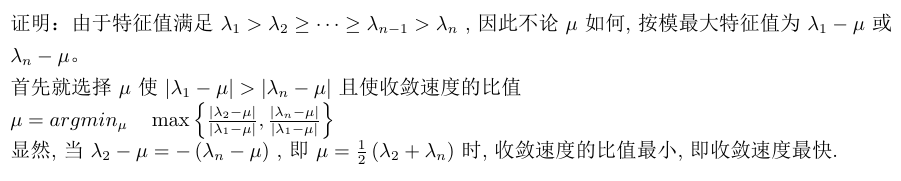 证明：由于特征值满足 λ₁ > λ₂ ≥ ⋯ ≥ λₙ₋₁ > λₙ , 因此不论 μ 如何, 按模最大特征值为 λ₁ − μ 或
λₙ − μ。
首先就选择 μ 使 |λ₁ − μ| > |λₙ − μ| 且使收敛速度的比值
μ = argmin_μ max { |λ₂−μ| / |λ₁−μ| , |λₙ−μ| / |λ₁−μ| }
显然, 当 λ₂ − μ = − (λₙ − μ) , 即 μ = ½ (λ₂ + λₙ) 时, 收敛速度的比值最小, 即收敛速度最快.